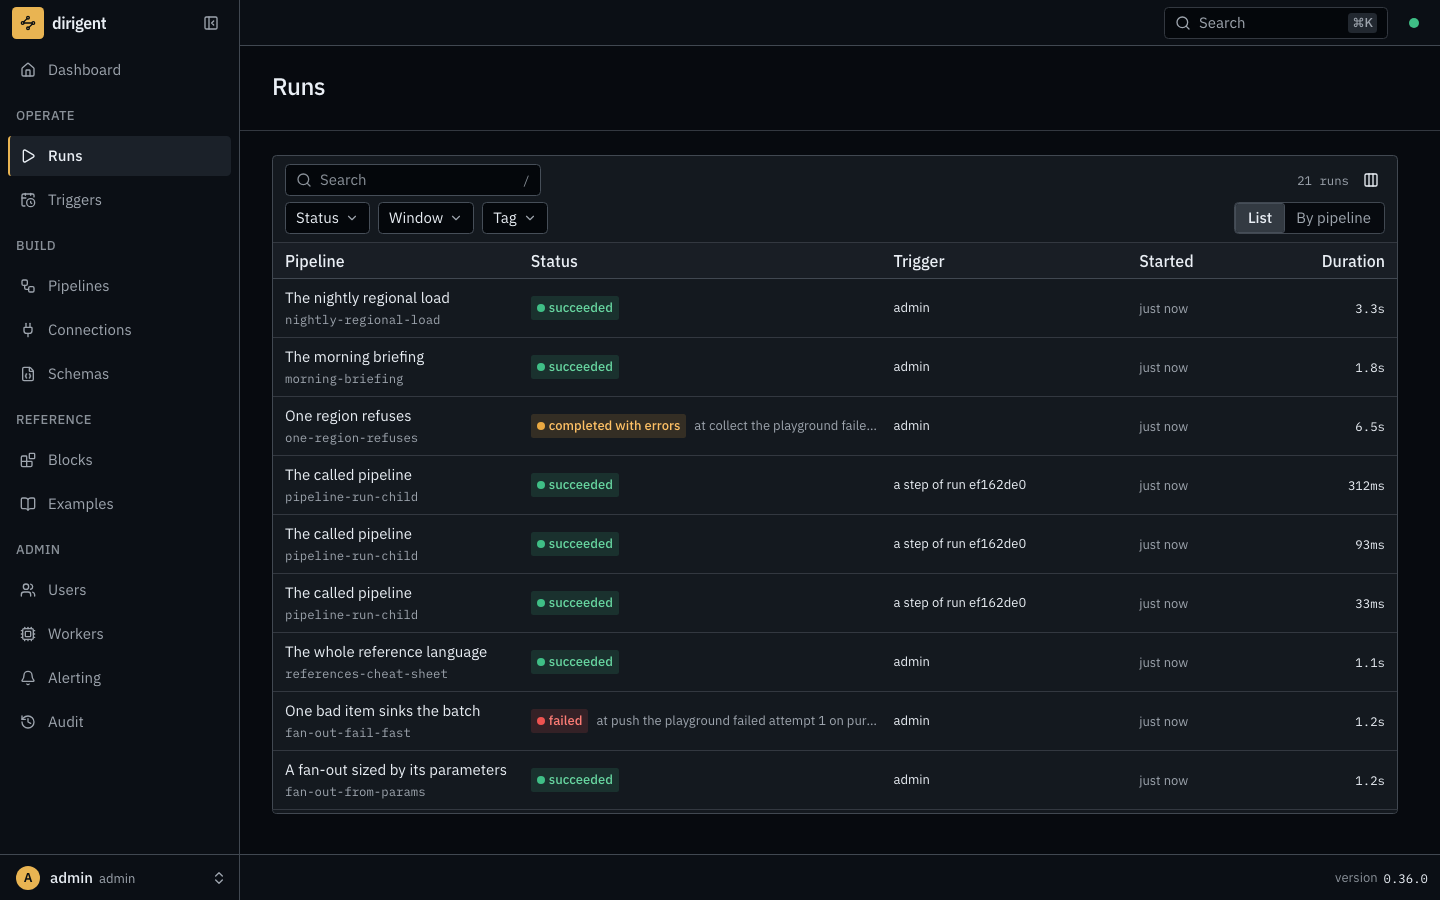 dirigent
Search ⌘K
Dashboard
OPERATE
Runs
Triggers
BUILD
Pipelines
Connections
Schemas
REFERENCE
Blocks
Examples
ADMIN
Users
Workers
Alerting
Audit
A admin admin
Runs
Search /
21 runs
Status Window Tag
List By pipeline
Pipeline Status Trigger Started Duration
The nightly regional load
nightly-regional-load
succeeded admin just now 3.3s
The morning briefing
morning-briefing
succeeded admin just now 1.8s
One region refuses
one-region-refuses
completed with errors at collect the playground faile... admin just now 6.5s
The called pipeline
pipeline-run-child
succeeded a step of run ef162de0 just now 312ms
The called pipeline
pipeline-run-child
succeeded a step of run ef162de0 just now 93ms
The called pipeline
pipeline-run-child
succeeded a step of run ef162de0 just now 33ms
The whole reference language
references-cheat-sheet
succeeded admin just now 1.1s
One bad item sinks the batch
fan-out-fail-fast
failed at push the playground failed attempt 1 on pur... admin just now 1.2s
A fan-out sized by its parameters
fan-out-from-params
succeeded admin just now 1.2s
version 0.36.0